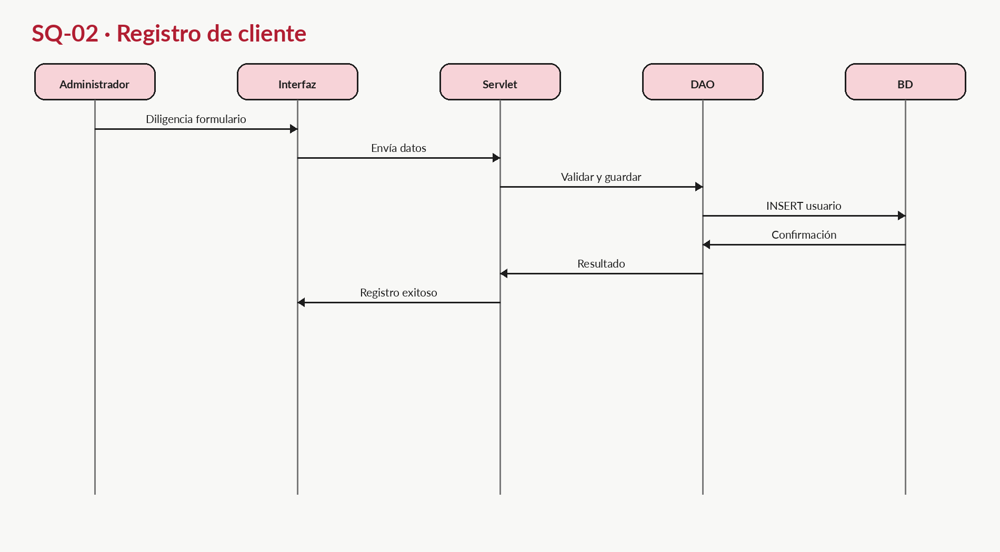 SQ-02 · Registro de cliente
Administrador
Interfaz
Servlet
DAO
BD
Diligencia formulario
Envía datos
Validar y guardar
INSERT usuario
Confirmación
Resultado
Registro exitoso